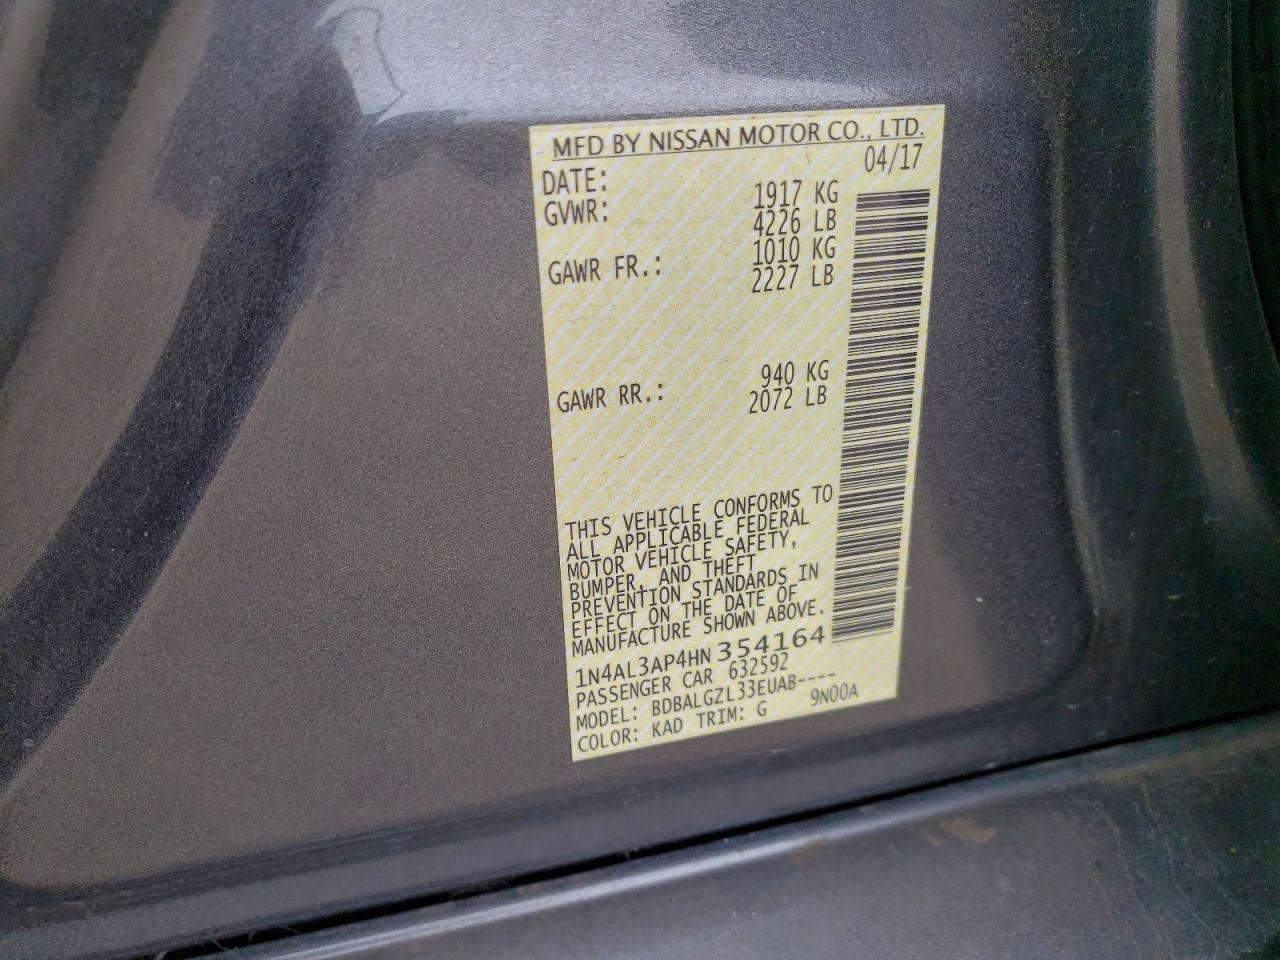 MFD BY NISSAN MOTOR CO., LTD.
DATE: 04/17
GVWR: 1917 KG
4226 LB
GAWR FR.: 1010 KG
2227 LB
GAWR RR.: 940 KG
2072 LB
THIS VEHICLE CONFORMS TO
ALL APPLICABLE FEDERAL
MOTOR VEHICLE SAFETY,
BUMPER, AND THEFT
PREVENTION STANDARDS IN
EFFECT ON THE DATE OF
MANUFACTURE SHOWN ABOVE.
1N4AL3AP4HN354164
PASSENGER CAR 632592
MODEL: BDBALGZL33EUAB----
COLOR: KAD TRIM: G 9N00A